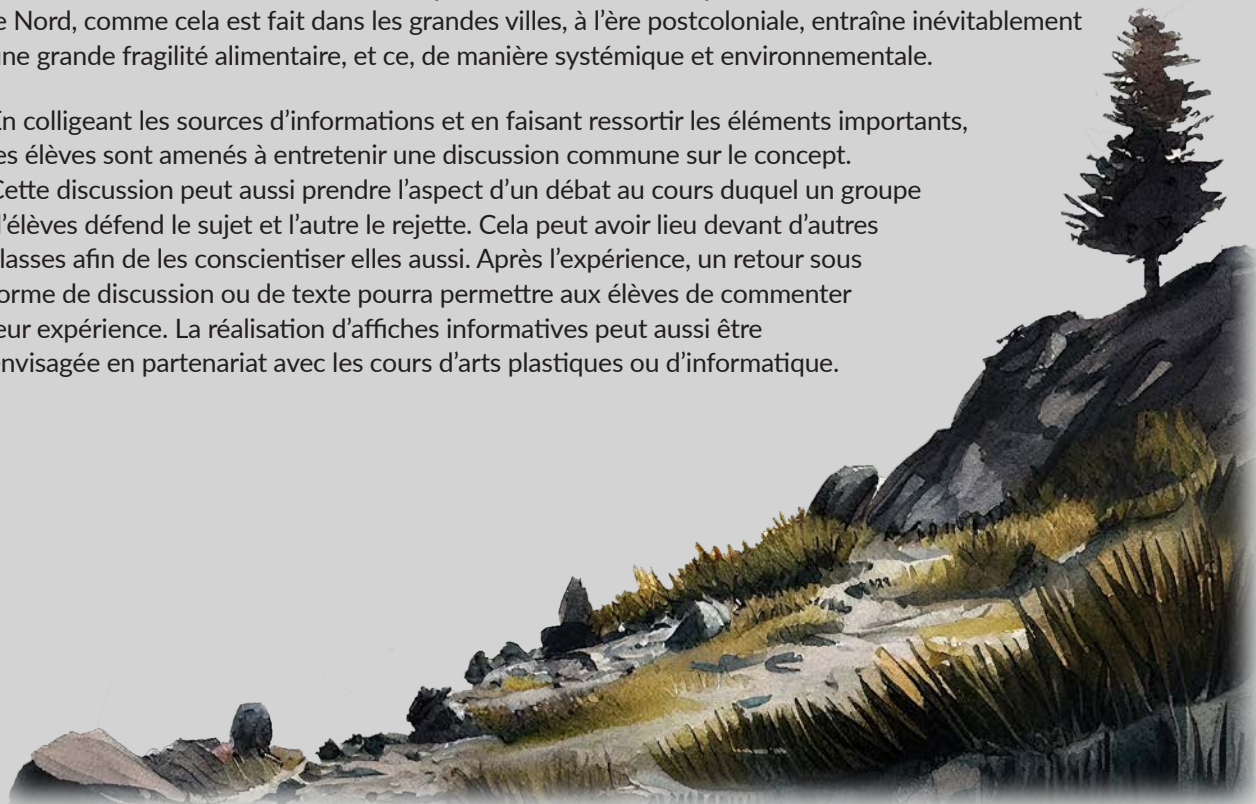 e Nord, comme cela est fait dans les grandes villes, à l'ère postcoloniale, entraîne inévitablement
ne grande fragilité alimentaire, et ce, de manière systémique et environnementale.
n colligeant les sources d'informations et en faisant ressortir les éléments importants,
es élèves sont amenés à entretenir une discussion commune sur le concept.
Cette discussion peut aussi prendre l'aspect d'un débat au cours duquel un groupe
d'élèves défend le sujet et l'autre le rejette. Cela peut avoir lieu devant d'autres
lasses afin de les conscientiser elles aussi. Après l'expérience, un retour sous
orme de discussion ou de texte pourra permettre aux élèves de commenter
eur expérience. La réalisation d'affiches informatives peut aussi être
nvisagée en partenariat avec les cours d'arts plastiques ou d'informatique.